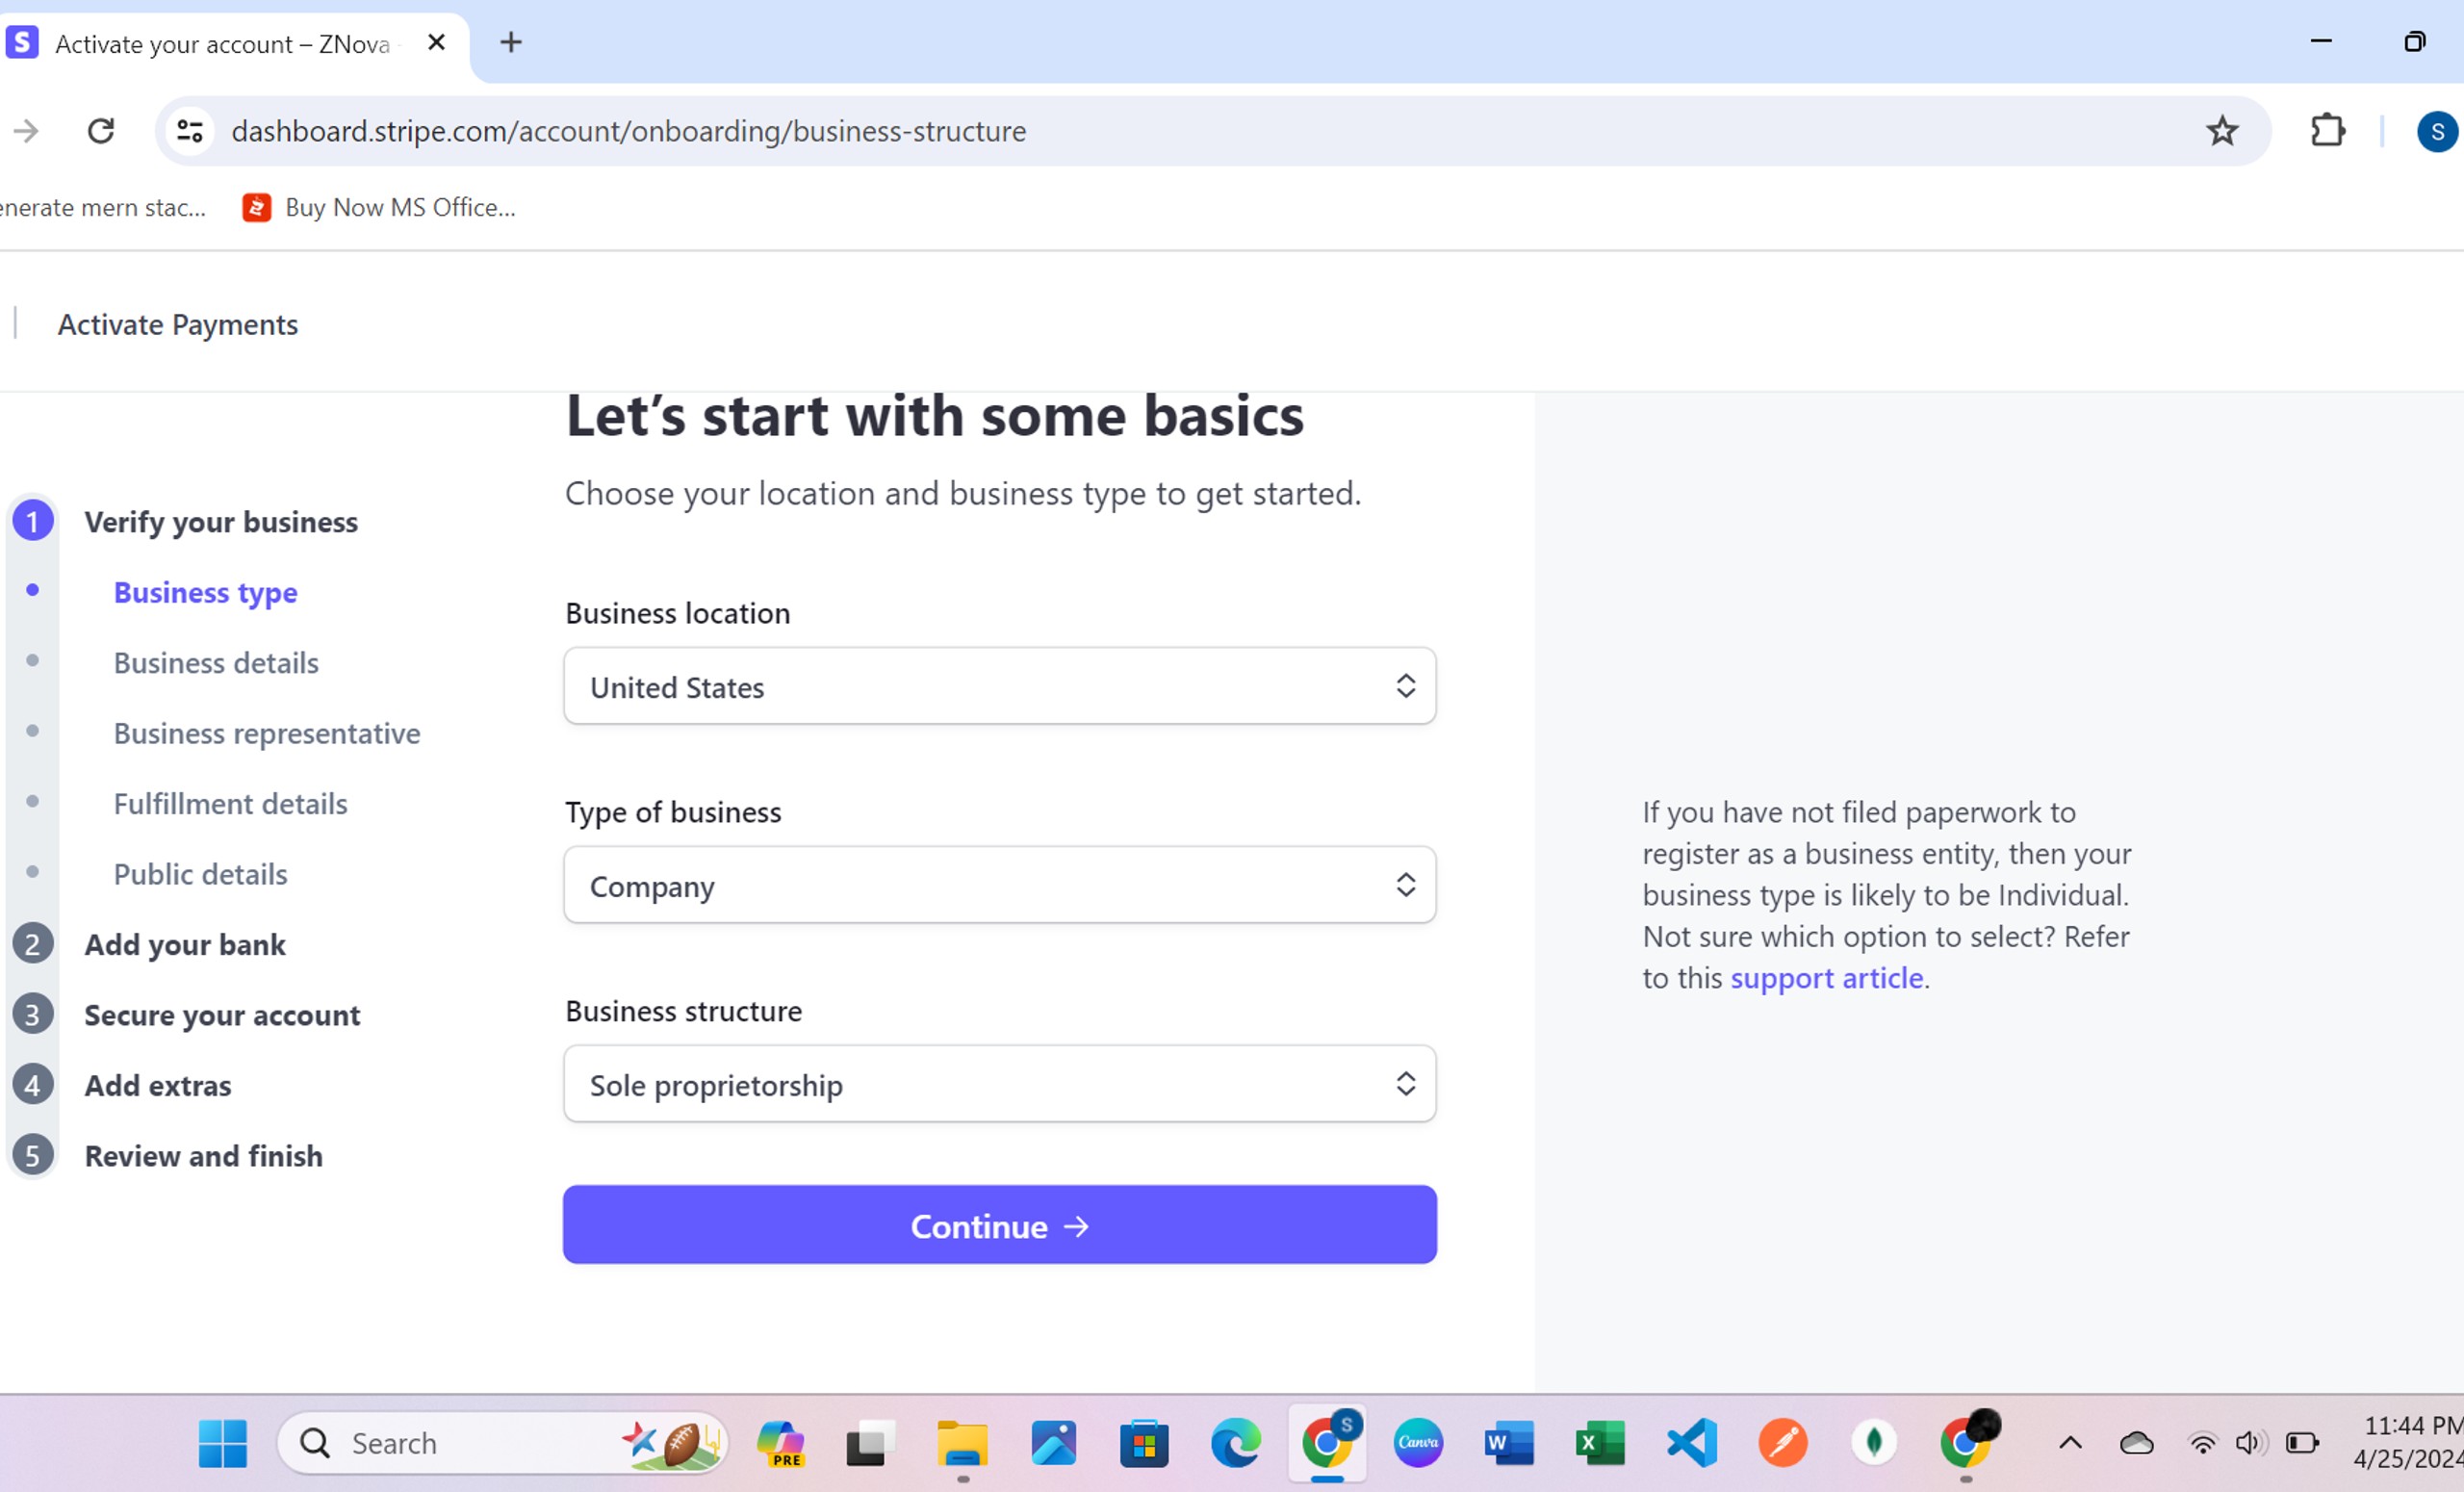 S Activate your account – ZNova
dashboard.stripe.com/account/onboarding/business-structure
S
enerate mern stac...
Buy Now MS Office...
Activate Payments
Let’s start with some basics
Choose your location and business type to get started.
1 Verify your business
Business type
Business details
Business representative
Fulfillment details
Public details
2 Add your bank
3 Secure your account
4 Add extras
5 Review and finish
Business location
United States
Type of business
Company
Business structure
Sole proprietorship
Continue →
If you have not filed paperwork to
register as a business entity, then your
business type is likely to be Individual.
Not sure which option to select? Refer
to this support article.
Search
PRE
S
Canva
W
X
11:44 PM
4/25/2024